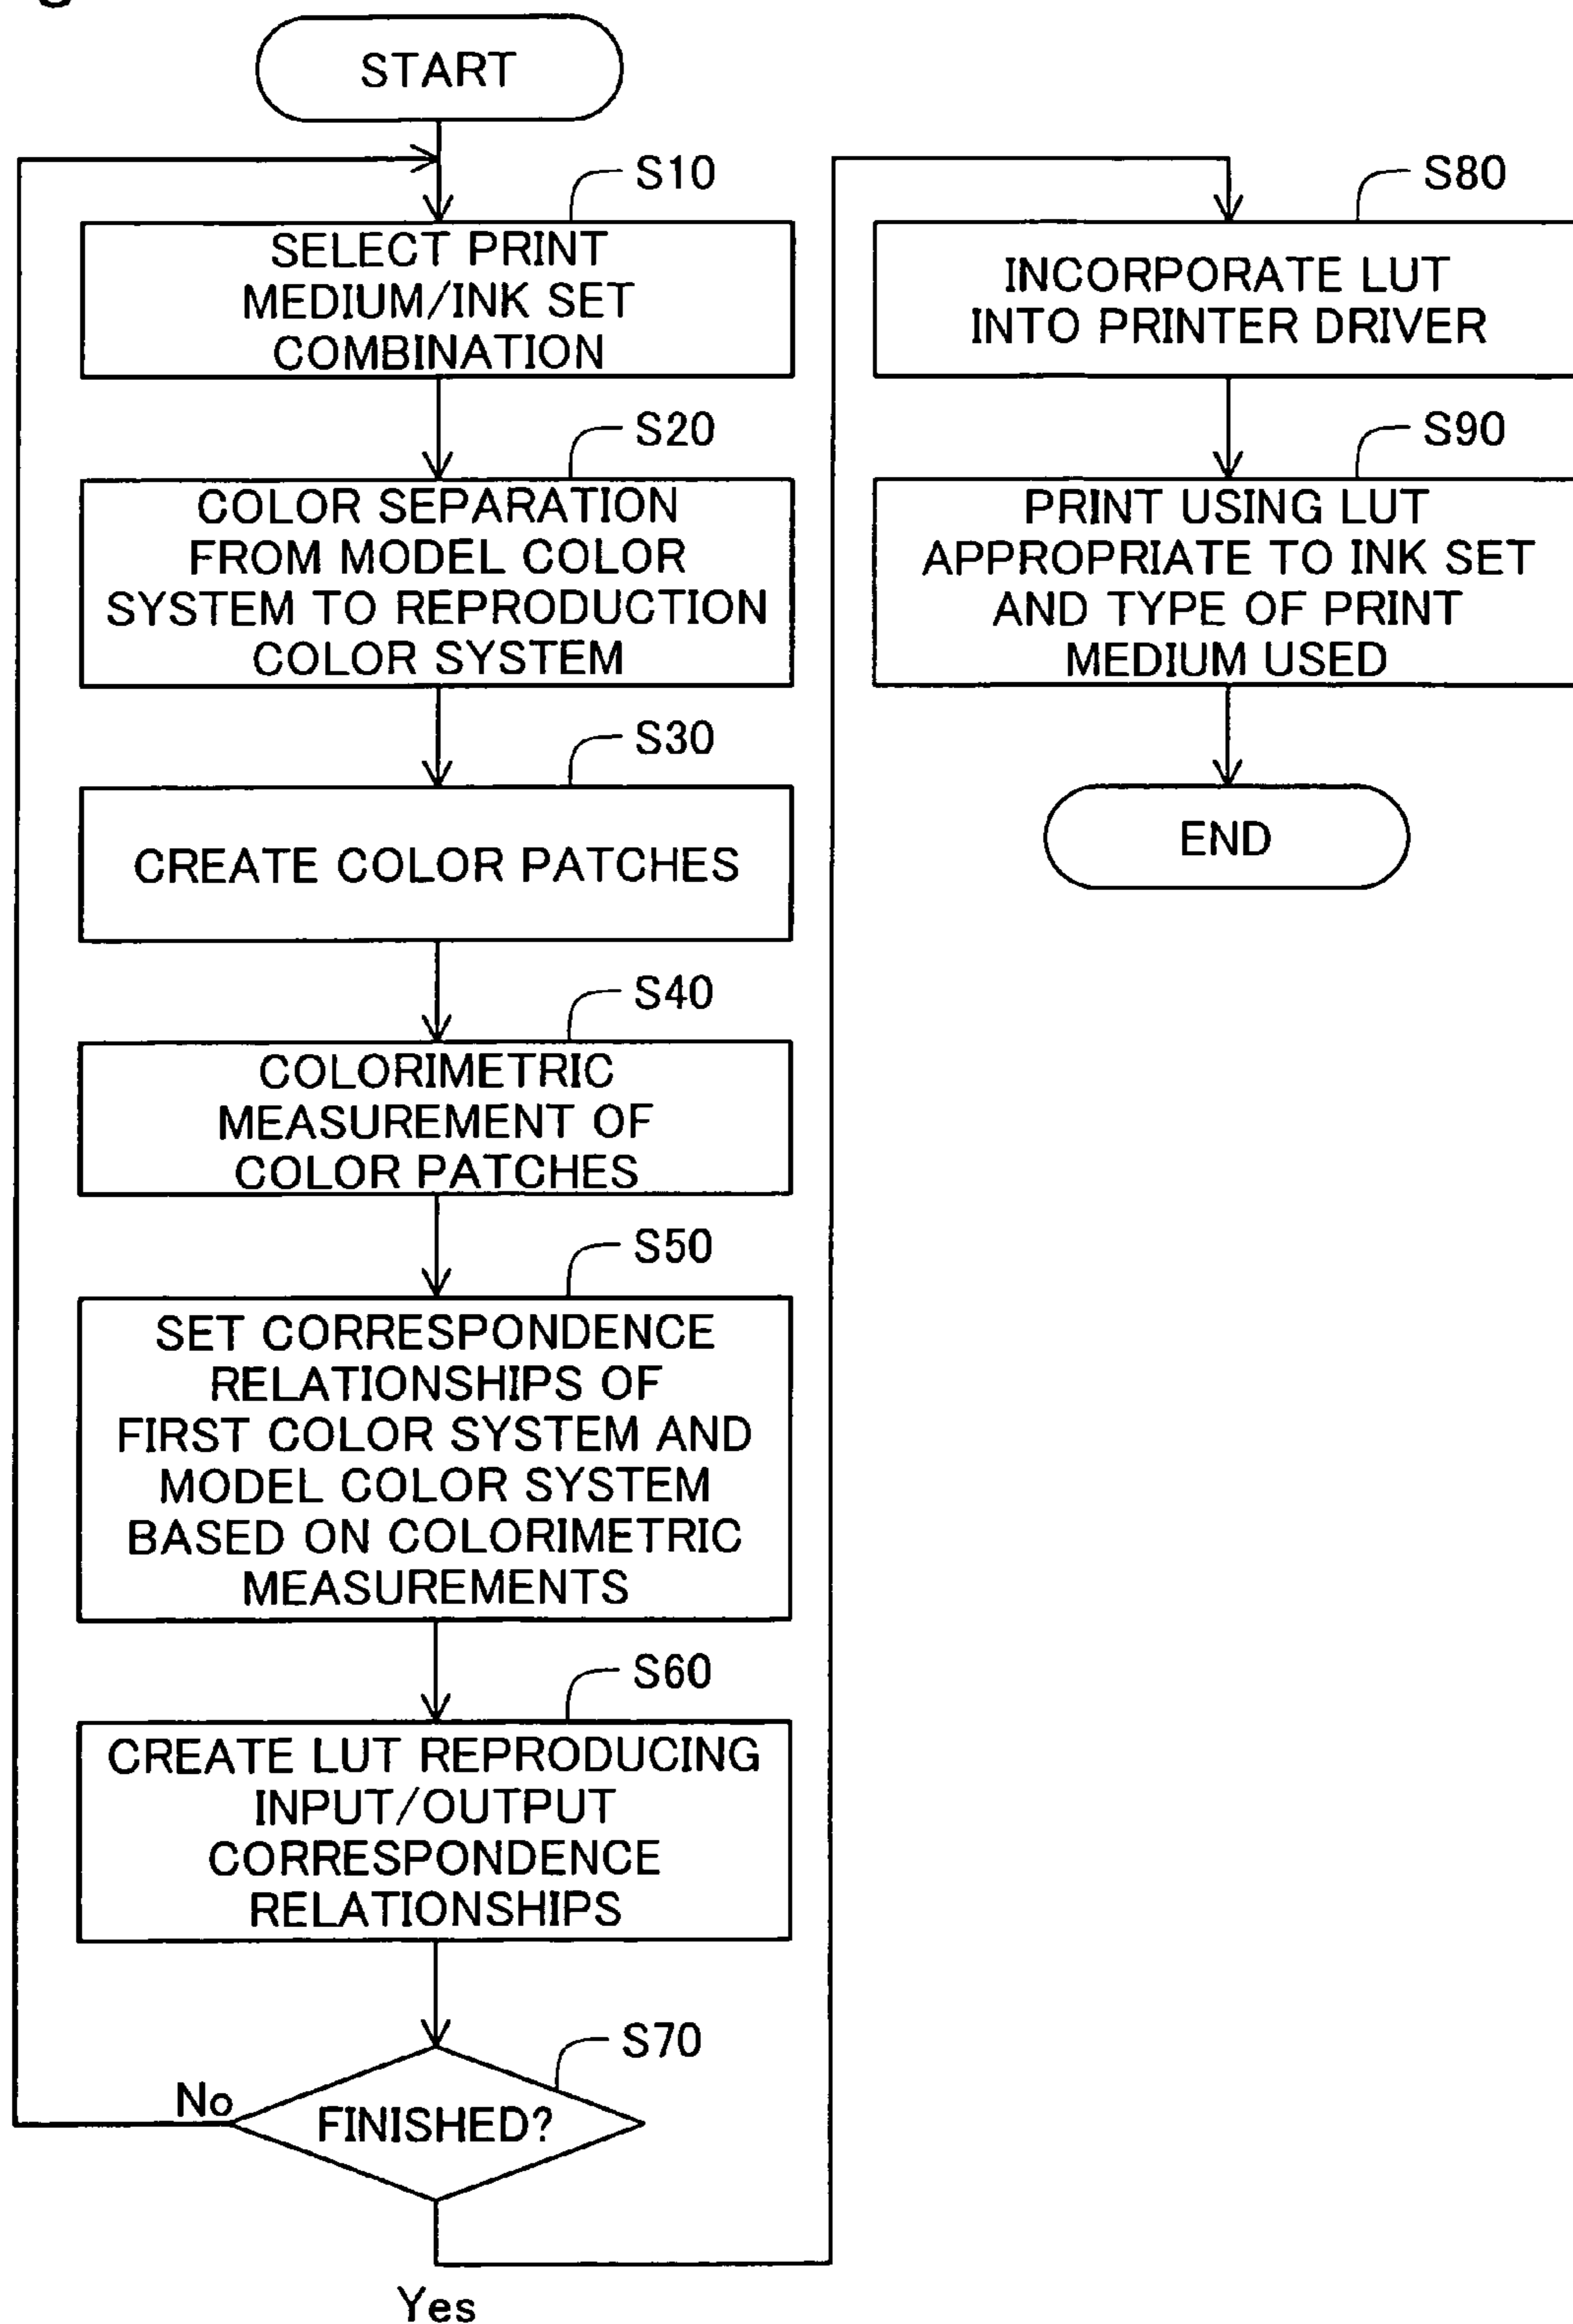 START
S10
SELECT PRINT
MEDIUM/INK SET
COMBINATION
S20
COLOR SEPARATION
FROM MODEL COLOR
SYSTEM TO REPRODUCTION
COLOR SYSTEM
S30
CREATE COLOR PATCHES
S40
COLORIMETRIC
MEASUREMENT OF
COLOR PATCHES
S50
SET CORRESPONDENCE
RELATIONSHIPS OF
FIRST COLOR SYSTEM AND
MODEL COLOR SYSTEM
BASED ON COLORIMETRIC
MEASUREMENTS
S60
CREATE LUT REPRODUCING
INPUT/OUTPUT
CORRESPONDENCE
RELATIONSHIPS
S70
No
FINISHED?
Yes
S80
INCORPORATE LUT
INTO PRINTER DRIVER
S90
PRINT USING LUT
APPROPRIATE TO INK SET
AND TYPE OF PRINT
MEDIUM USED
END